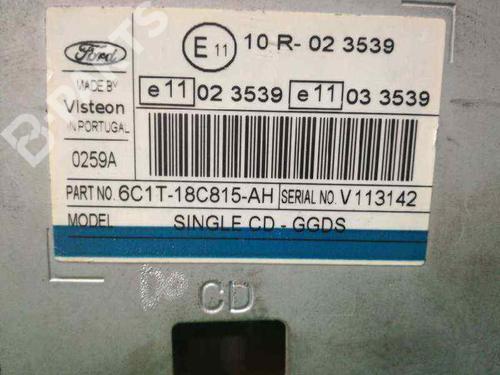 Ford
E 11 10 R- 02 3539
MADE BY
Visteon
IN PORTUGAL
e 11 02 3539 e 11 03 3539
0259A
PART NO. 6C1T-18C815-AH SERIAL NO. V113142
MODEL SINGLE CD - GGDS
CD